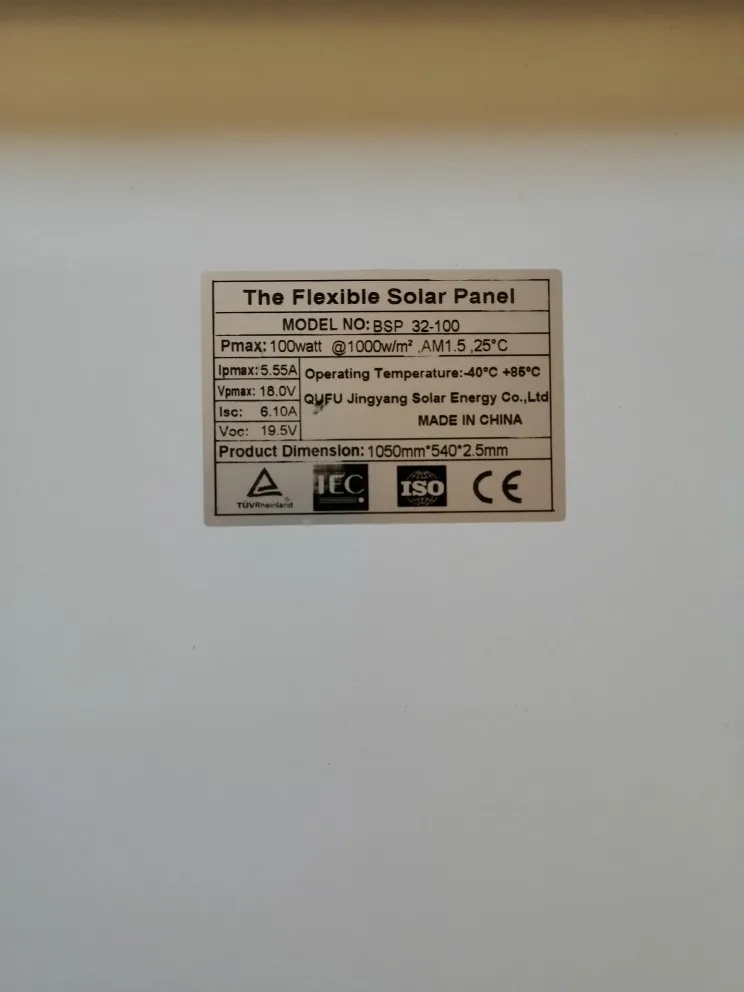 The Flexible Solar Panel
MODEL NO: BSP 32-100
Pmax: 100watt @1000w/m² ,AM1.5 ,25°C
Ipmax: 5.55A
Vpmax: 18.0V
Isc: 6.10A
Voc: 19.5V
Operating Temperature:-40°C +85°C
QUFU Jingyang Solar Energy Co.,Ltd
MADE IN CHINA
Product Dimension: 1050mm*540*2.5mm
TÜVRheinland®
IEC
ISO
CE